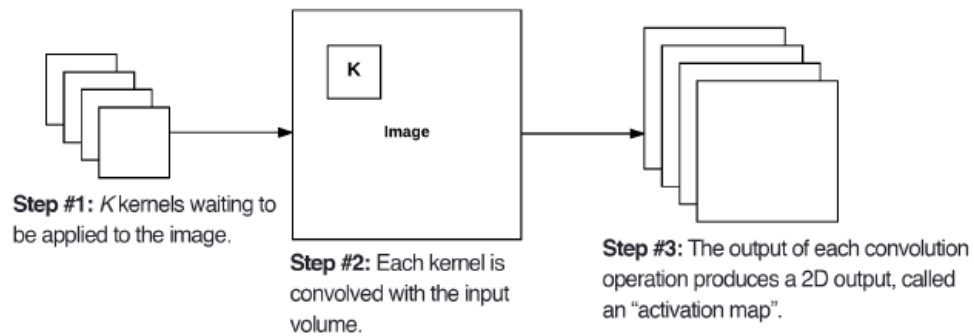 K
Image
Step #1: K kernels waiting to
be applied to the image.
Step #2: Each kernel is
convolved with the input
volume.
Step #3: The output of each convolution
operation produces a 2D output, called
an “activation map”.